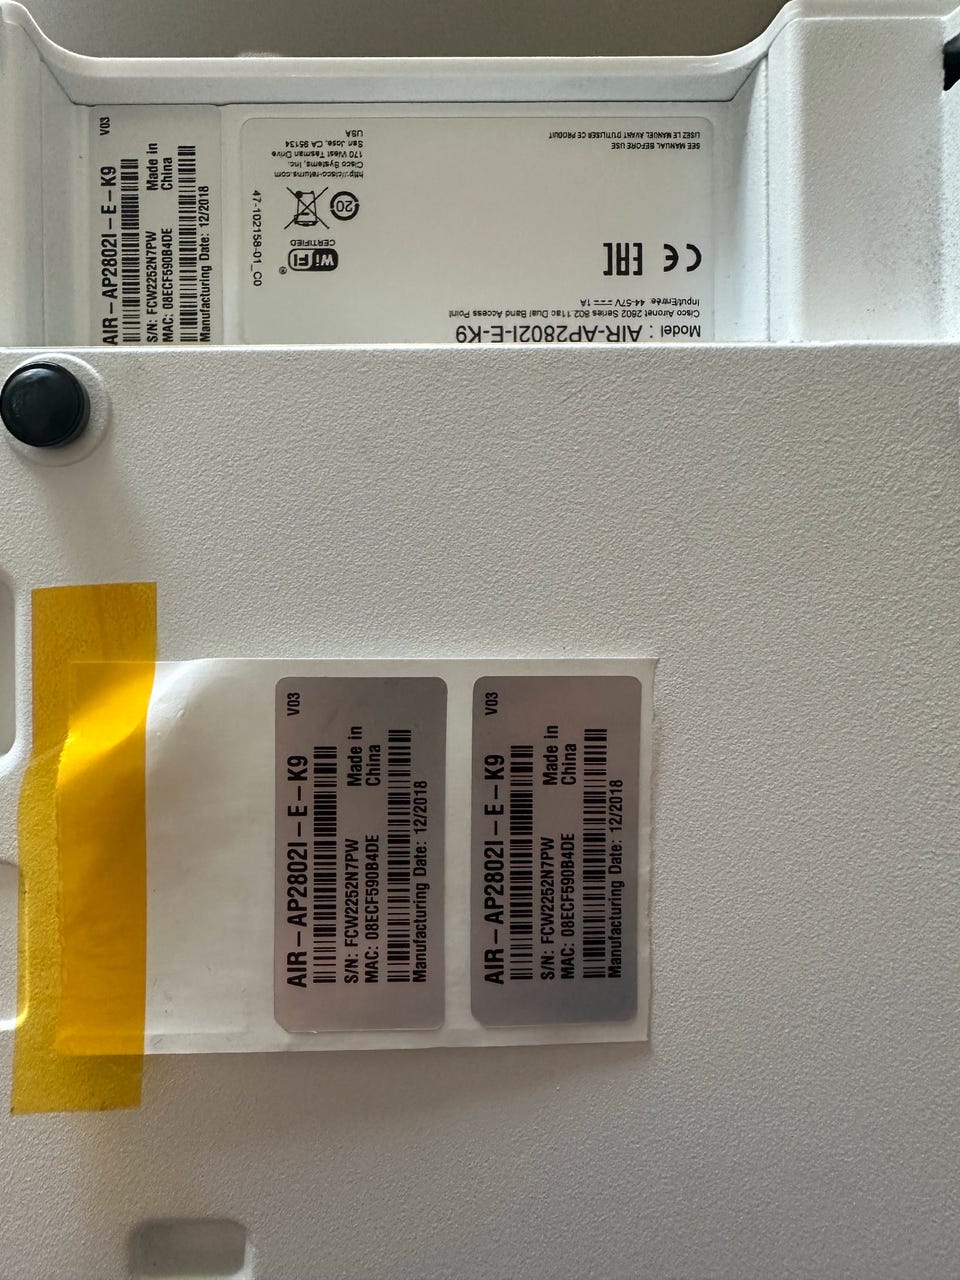 AIR-AP2802I-E-K9 V03
S/N: FCW2252N7PW Made in
MAC: 08ECF590B4DE China
Manufacturing Date: 12/2018
Model : AIR-AP2802I-E-K9
Cisco Aironet 2802 Series 802.11ac Dual Band Access Point
Input/Entrée: 44-57V ⎓ 1A
CE EAC
Wi Fi ®
CERTIFIED
20
47-102158-01_C0
http://cisco-returns.com
Cisco Systems, Inc.
170 West Tasman Drive
San Jose, CA 95134
USA
SEE MANUAL BEFORE USE
LISEZ LE MANUEL AVANT D'UTILISER CE PRODUIT
AIR-AP2802I-E-K9 V03
S/N: FCW2252N7PW Made in
MAC: 08ECF590B4DE China
Manufacturing Date: 12/2018
AIR-AP2802I-E-K9 V03
S/N: FCW2252N7PW Made in
MAC: 08ECF590B4DE China
Manufacturing Date: 12/2018